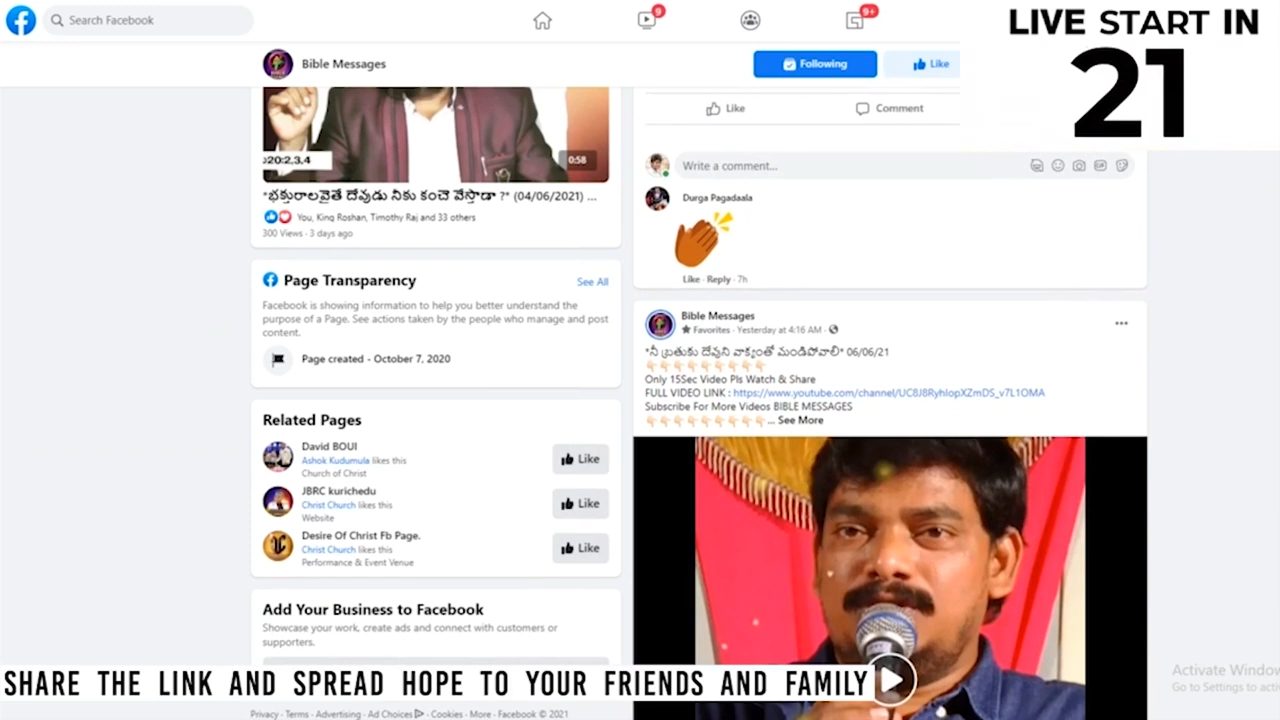 Search Facebook
9
9+
LIVE START IN
21
Bible Messages
Following
Like
20:2,3,4
0:58
*భక్తురాలవైతే దేవుడు నీకు కంచె వేస్తాడా ?* (04/06/2021) ...
You, King Roshan, Timothy Raj and 33 others
300 Views · 3 days ago
Page Transparency
See All
Facebook is showing information to help you better understand the
purpose of a Page. See actions taken by the people who manage and post
content.
Page created - October 7, 2020
Related Pages
David BOUI
Ashok Kudumula likes this
Church of Christ
Like
JBRC kurichedu
Christ Church likes this
Website
Like
Desire Of Christ Fb Page.
Christ Church likes this
Performance & Event Venue
Like
Add Your Business to Facebook
Showcase your work, create ads and connect with customers or
supporters.
Like
Comment
Write a comment...
Durga Pagadaala
Like · Reply · 7h
Bible Messages
Favorites · Yesterday at 4:16 AM ·
*నీ బ్రతుకు దేవుని వాక్యంతో మండిపోవాలి* 06/06/21
Only 15Sec Video Pls Watch & Share
FULL VIDEO LINK : https://www.youtube.com/channel/UC8J8RyhlopXZmDS_v7L1OMA
Subscribe For More Videos BIBLE MESSAGES
... See More
Activate Window
Go to Settings to acti
SHARE THE LINK AND SPREAD HOPE TO YOUR FRIENDS AND FAMILY
Privacy · Terms · Advertising · Ad Choices · Cookies · More · Facebook © 2021